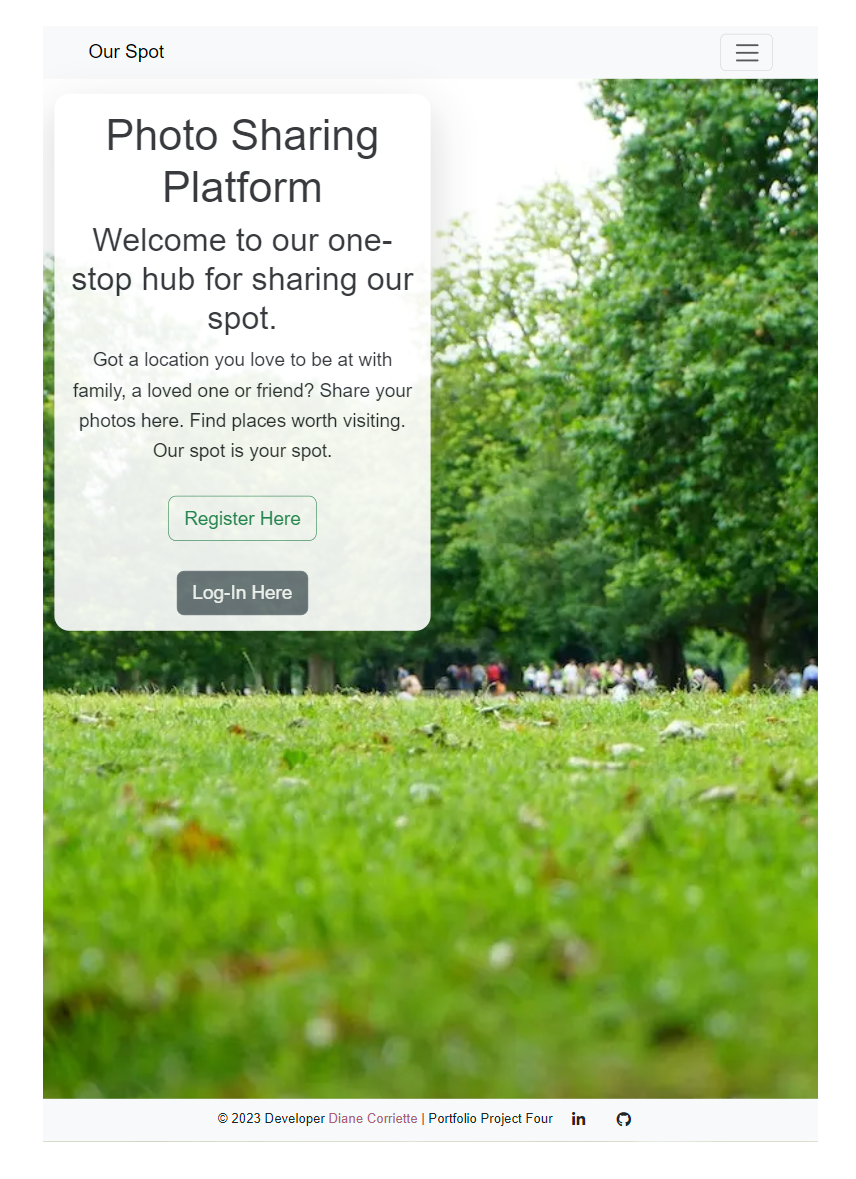 Our Spot
Photo Sharing
Platform
Welcome to our one-
stop hub for sharing our
spot.
Got a location you love to be at with
family, a loved one or friend? Share your
photos here. Find places worth visiting.
Our spot is your spot.
Register Here
Log-In Here
© 2023 Developer Diane Corriette | Portfolio Project Four in